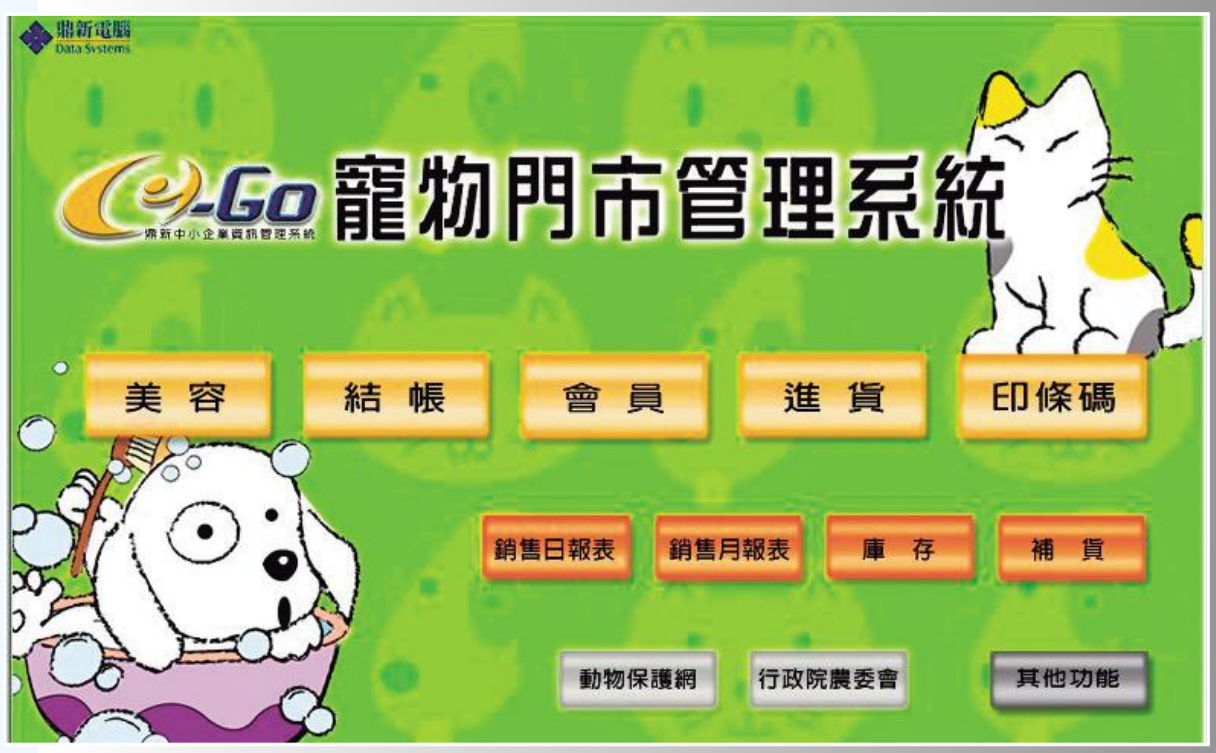 鼎新電腦
Data Systems
e-Go 寵物門市管理系統
鼎新中小企業資訊管理系統
美容 結帳 會員 進貨 印條碼
銷售日報表 銷售月報表 庫存 補貨
動物保護網 行政院農委會 其他功能